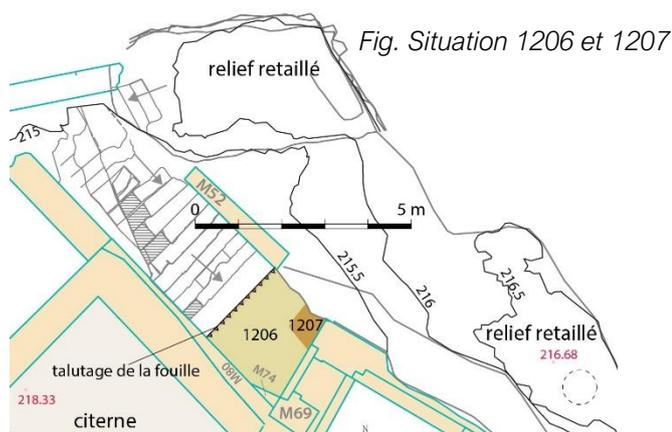 Fig. Situation 1206 et 1207
relief retaillé
215
M52
0 5 m
215.5
216
216.5
relief retaillé
216.68
1206
1207
talutage de la fouille
M80
M74
M69
218.33
citerne
N